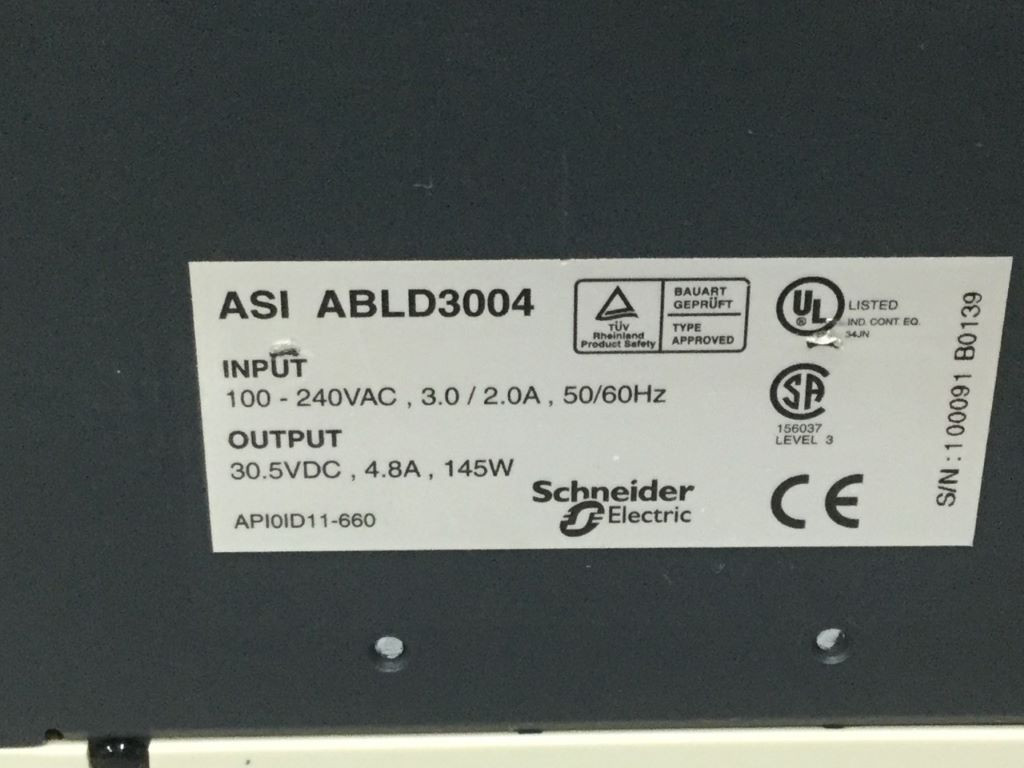 ASI ABLD3004
INPUT
100 - 240VAC , 3.0 / 2.0A , 50/60Hz
OUTPUT
30.5VDC , 4.8A , 145W
API0ID11-660
TÜV
Rheinland
Product Safety
BAUART
GEPRÜFT
TYPE
APPROVED
UL
®
LISTED
IND. CONT. EQ.
34JN
SA
156037
LEVEL 3
Schneider
Electric
CE
S/N : 100091 B0139